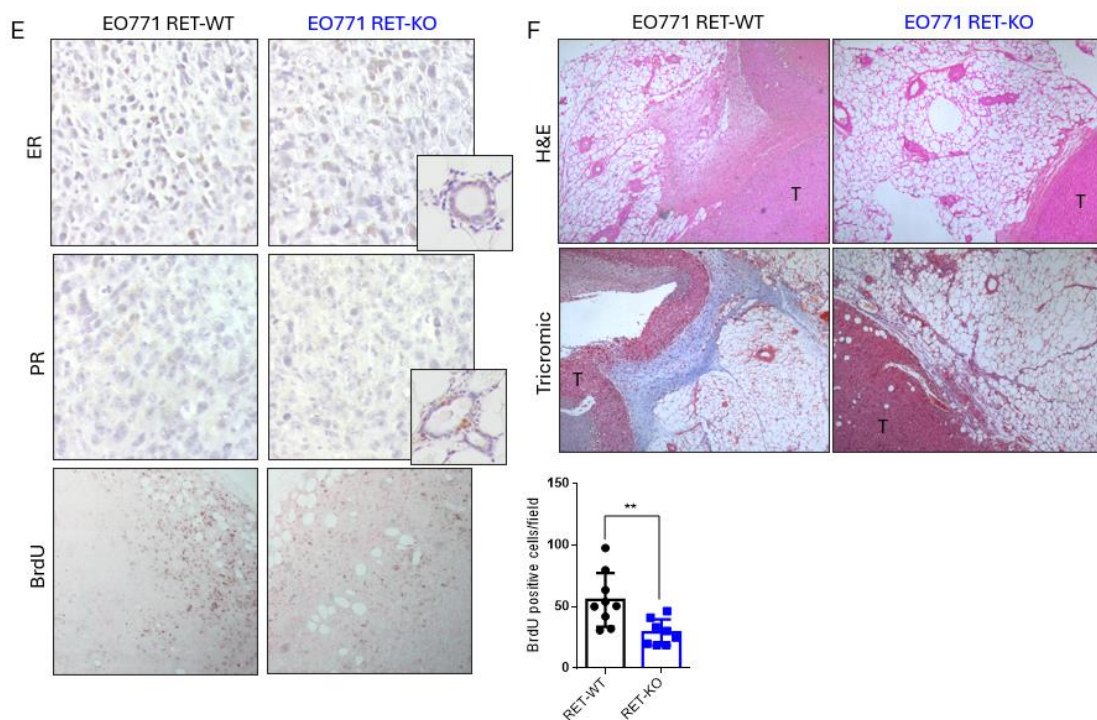 E
EO771 RET-WT
EO771 RET-KO
ER
PR
BrdU
F
EO771 RET-WT
EO771 RET-KO
H&E
T
T
Tricromic
T
T
BrdU positive cells/field
150
100
50
0
**
RET-WT
RET-KO